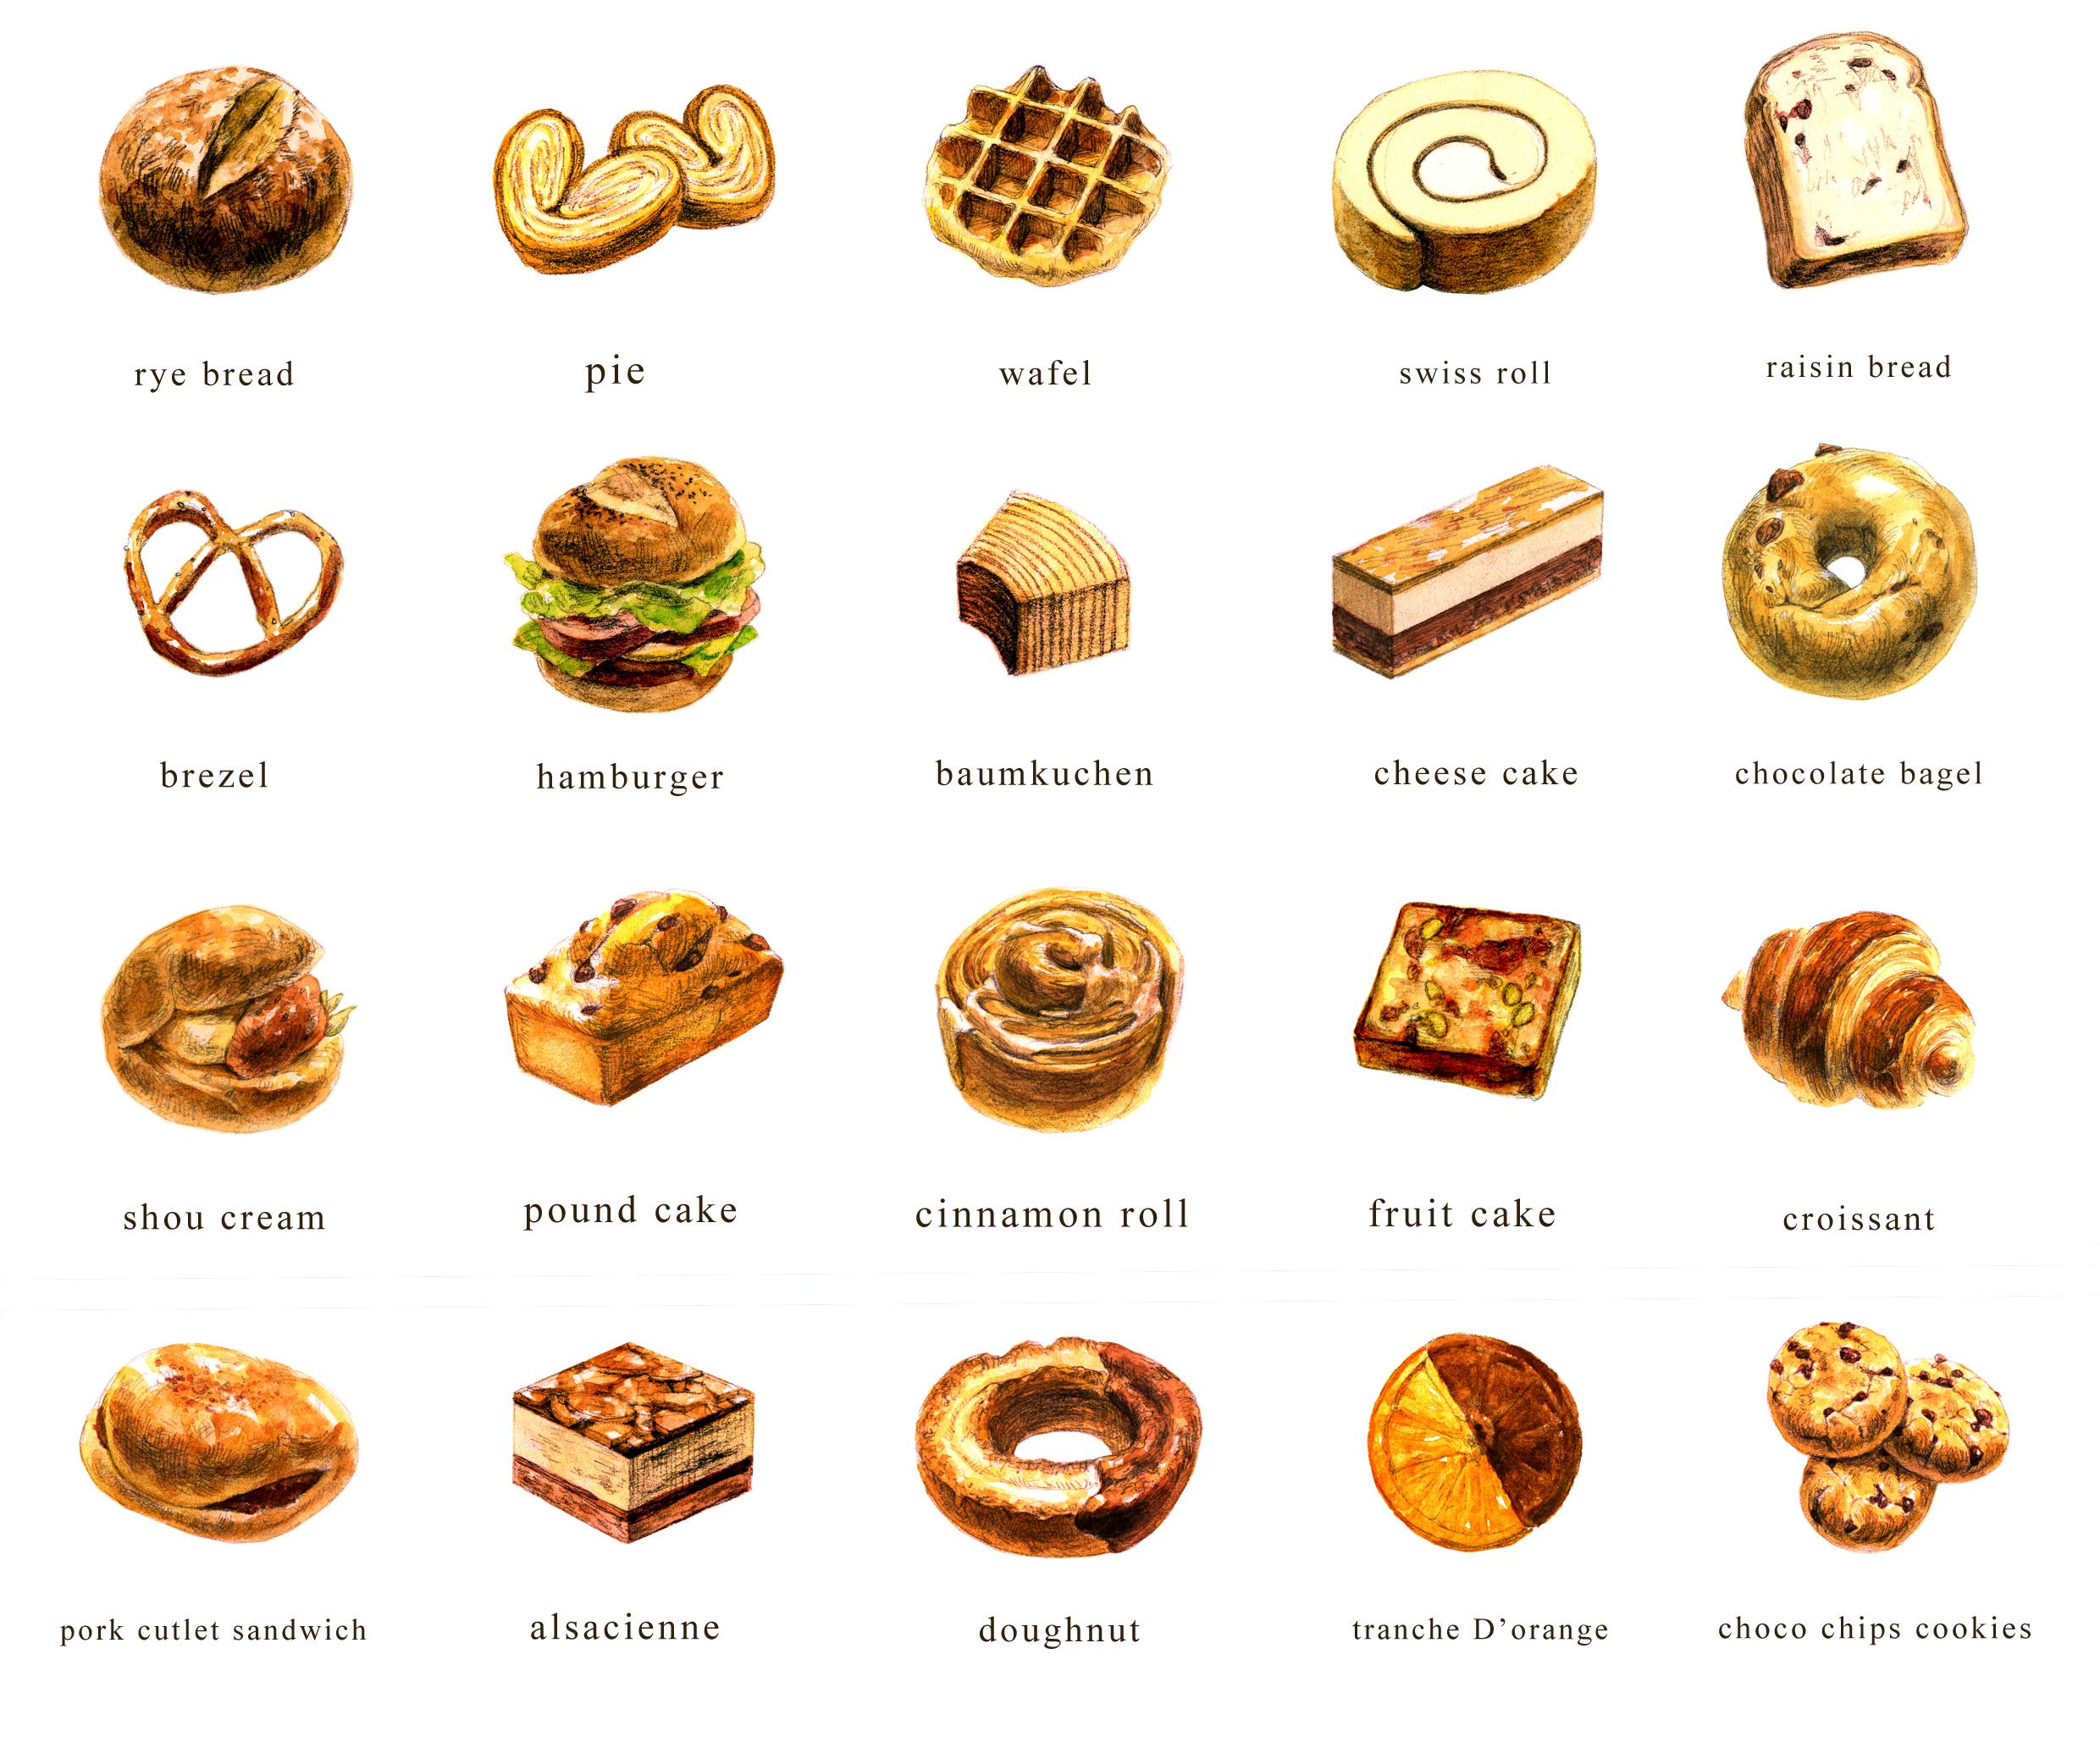 rye bread
pie
wafel
swiss roll
raisin bread
brezel
hamburger
baumkuchen
cheese cake
chocolate bagel
shou cream
pound cake
cinnamon roll
fruit cake
croissant
pork cutlet sandwich
alsacienne
doughnut
tranche D’orange
choco chips cookies